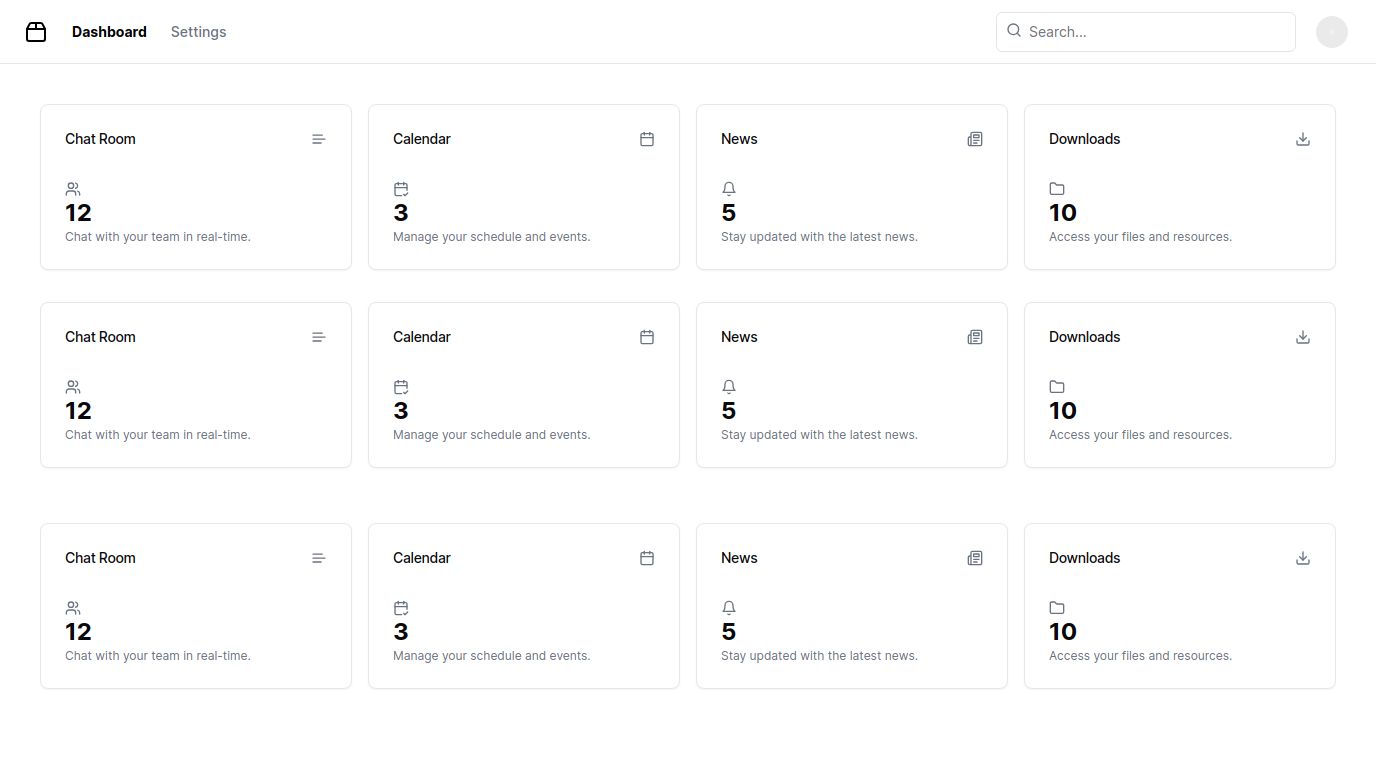 Dashboard Settings Search...
Chat Room Calendar News Downloads
12 3 5 10
Chat with your team in real-time. Manage your schedule and events. Stay updated with the latest news. Access your files and resources.
Chat Room Calendar News Downloads
12 3 5 10
Chat with your team in real-time. Manage your schedule and events. Stay updated with the latest news. Access your files and resources.
Chat Room Calendar News Downloads
12 3 5 10
Chat with your team in real-time. Manage your schedule and events. Stay updated with the latest news. Access your files and resources.